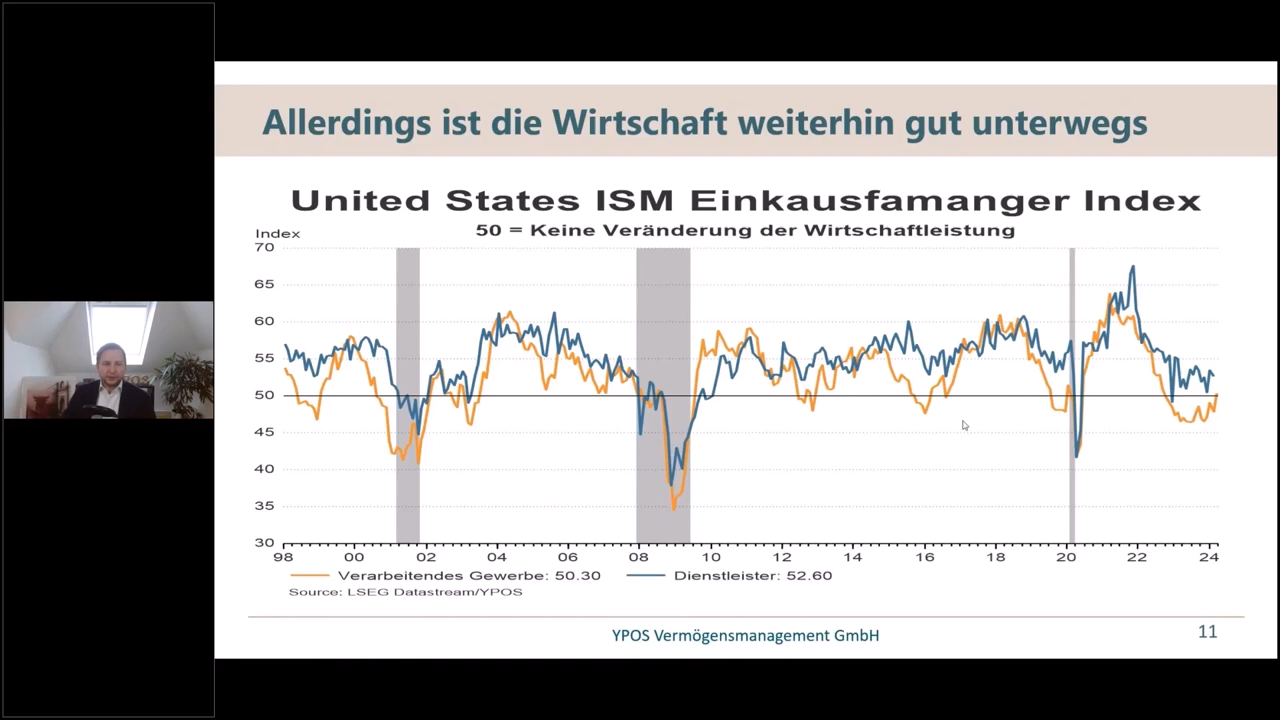 Allerdings ist die Wirtschaft weiterhin gut unterwegs
United States ISM Einkausfamanger Index
50 = Keine Veränderung der Wirtschaftleistung
Index
70
65
60
55
50
45
40
35
30
98 00 02 04 06 08 10 12 14 16 18 20 22 24
Verarbeitendes Gewerbe: 50.30 Dienstleister: 52.60
Source: LSEG Datastream/YPOS
YPOS Vermögensmanagement GmbH
11